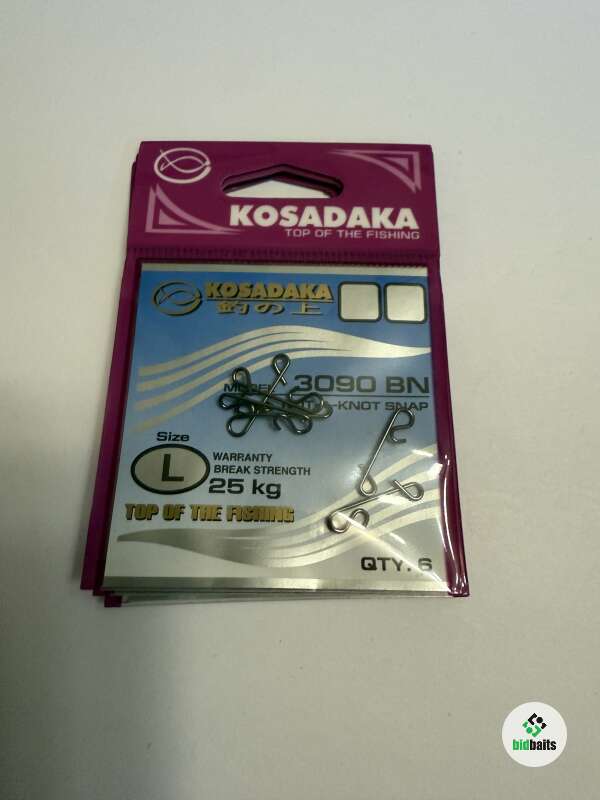 KOSADAKA
TOP OF THE FISHING
KOSADAKA
釣の上
3090 BN
-KNOT SNAP
Size
L
WARRANTY
BREAK STRENGTH
25 kg
TOP OF THE FISHING
QTY. 6
bidbaits